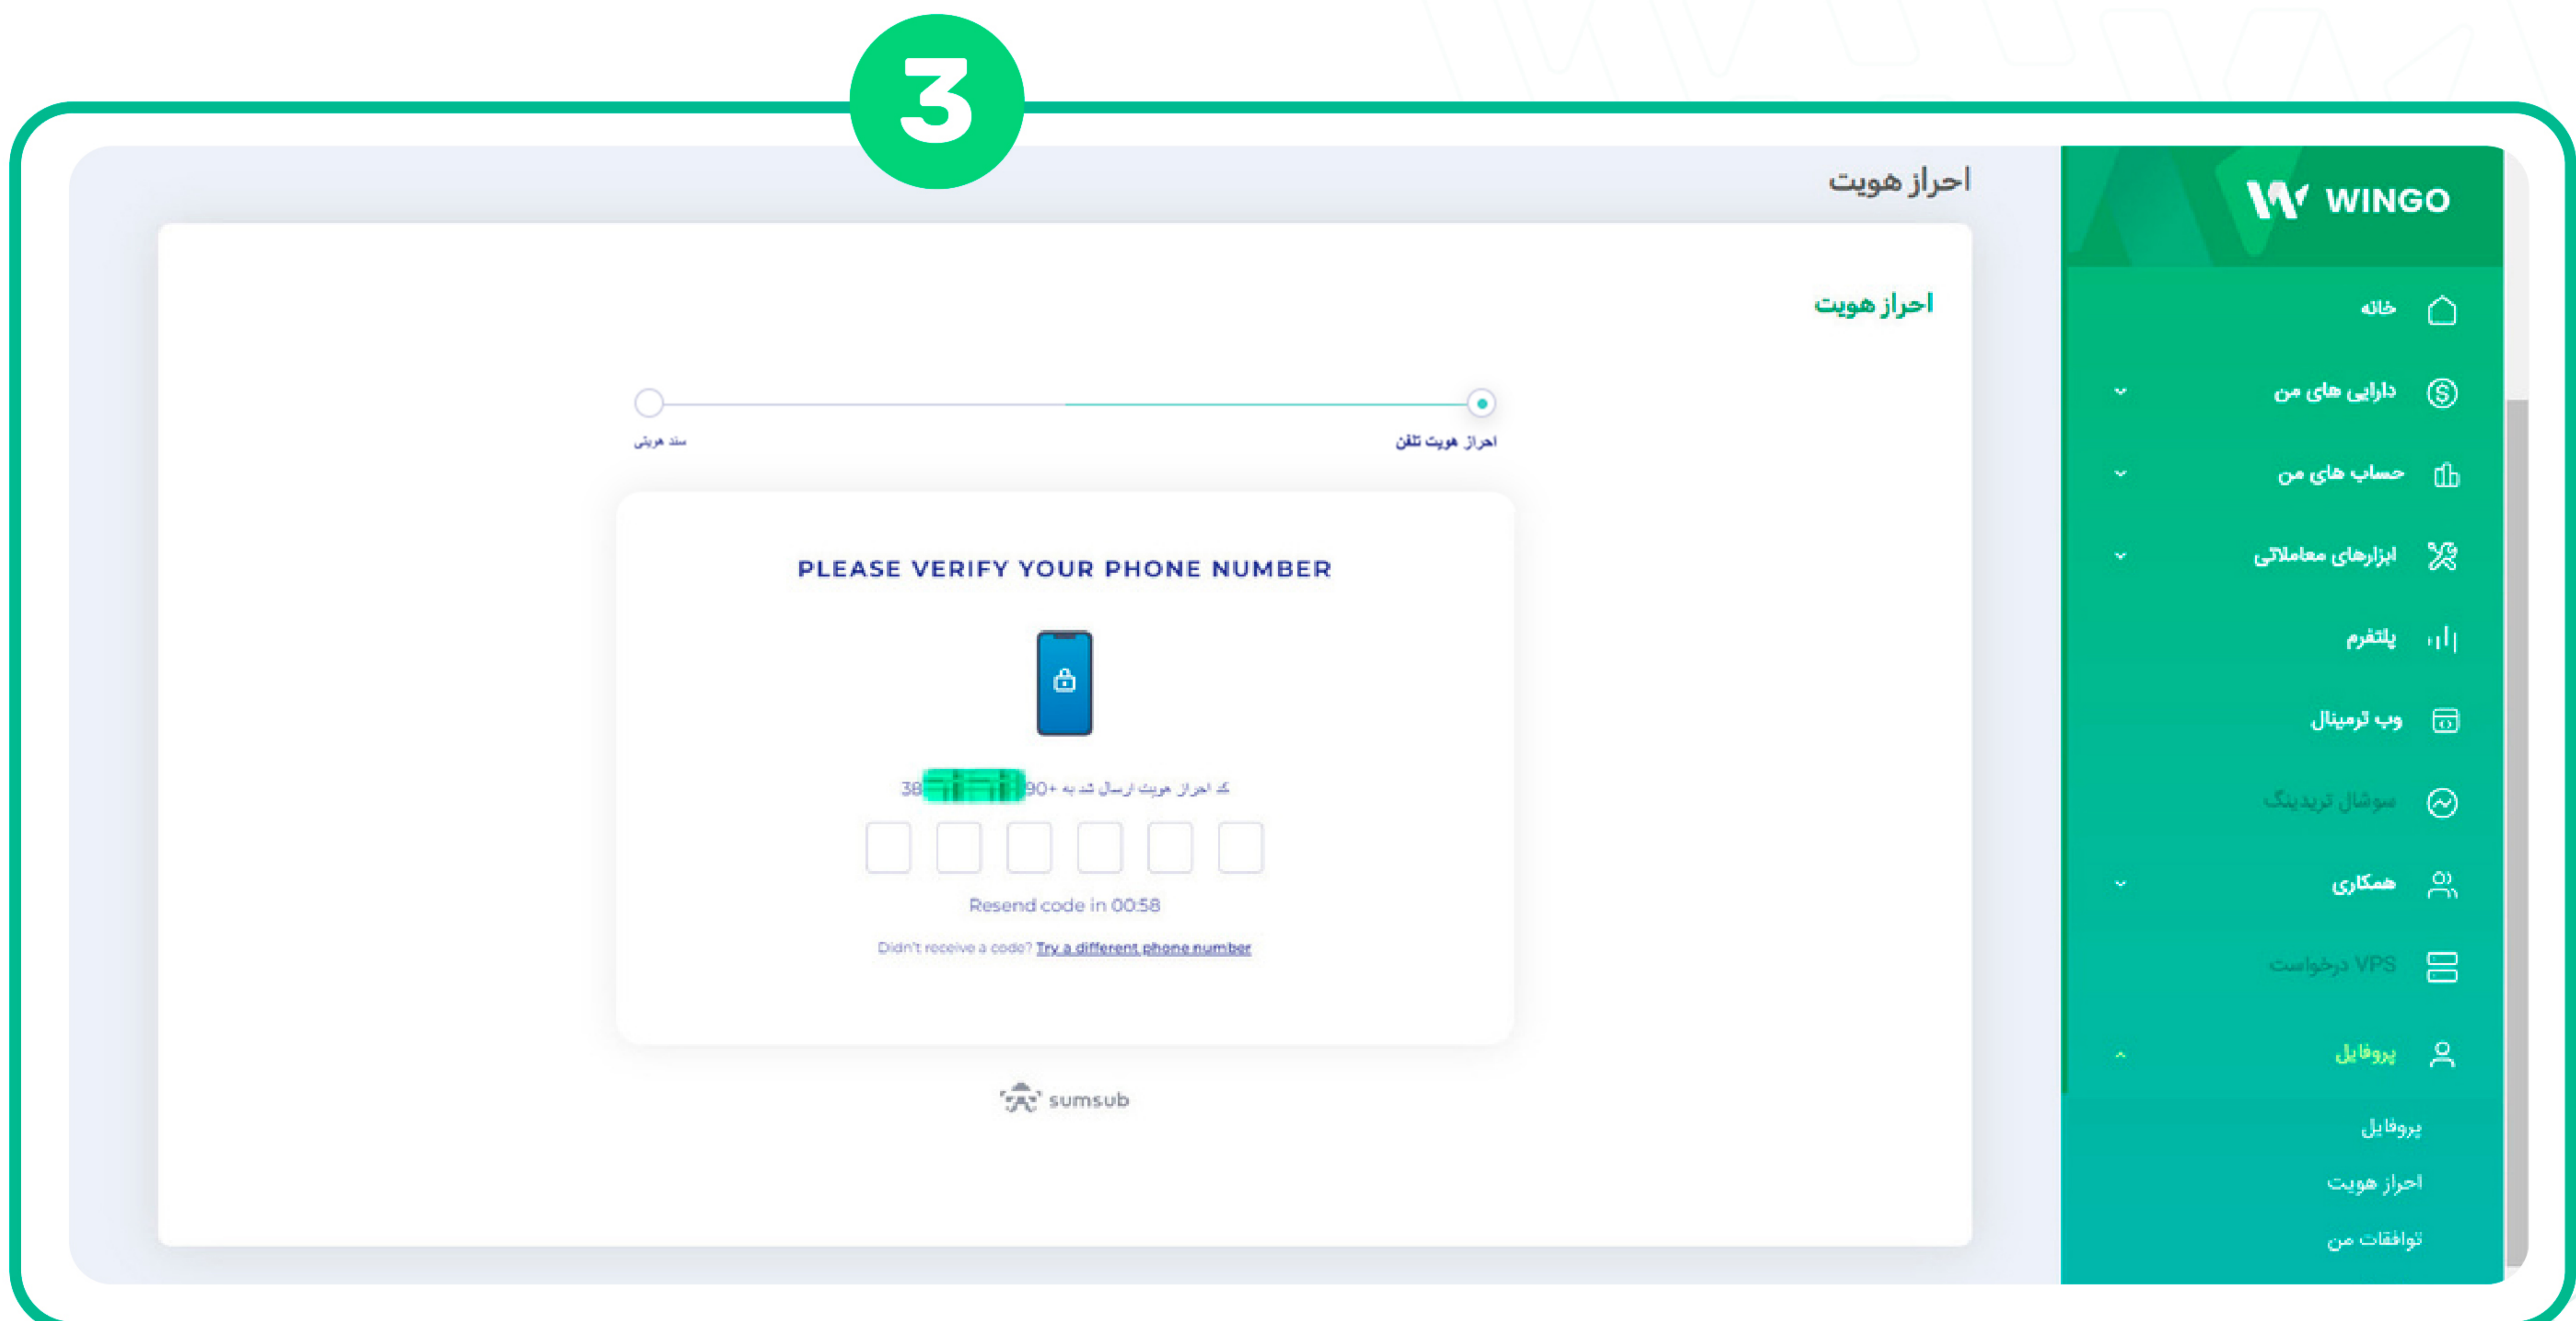 3
WINGO
خانه
دارایی های من
حساب های من
ابزارهای معاملاتی
پلتفرم
وب ترمینال
سوشال تریدینگ
همکاری
VPS درخواست
پروفایل
پروفایل
احراز هویت
توافقات من
احراز هویت
احراز هویت
احراز هویت تلفن
سند هویتی
PLEASE VERIFY YOUR PHONE NUMBER
کد احراز هویت ارسال شد به +90 38
Resend code in 00:58
Didn't receive a code? Try a different phone number
sumsub